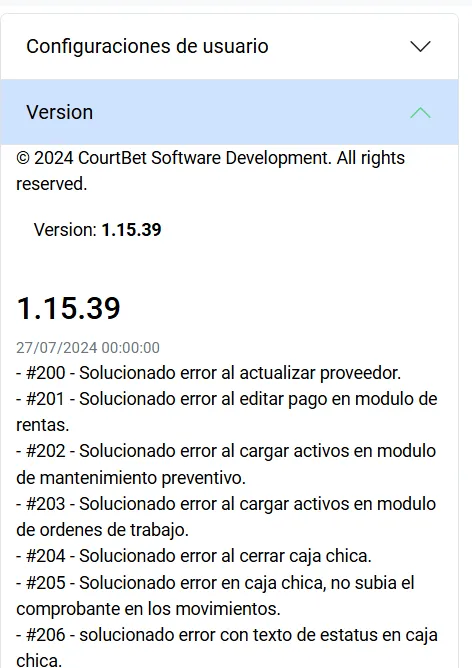 Configuraciones de usuario
Version
© 2024 CourtBet Software Development. All rights
reserved.
Version: 1.15.39
1.15.39
27/07/2024 00:00:00
- #200 - Solucionado error al actualizar proveedor.
- #201 - Solucionado error al editar pago en modulo de
rentas.
- #202 - Solucionado error al cargar activos en modulo
de mantenimiento preventivo.
- #203 - Solucionado error al cargar activos en modulo
de ordenes de trabajo.
- #204 - Solucionado error al cerrar caja chica.
- #205 - Solucionado error en caja chica, no subia el
comprobante en los movimientos.
- #206 - solucionado error con texto de estatus en caja
chica.